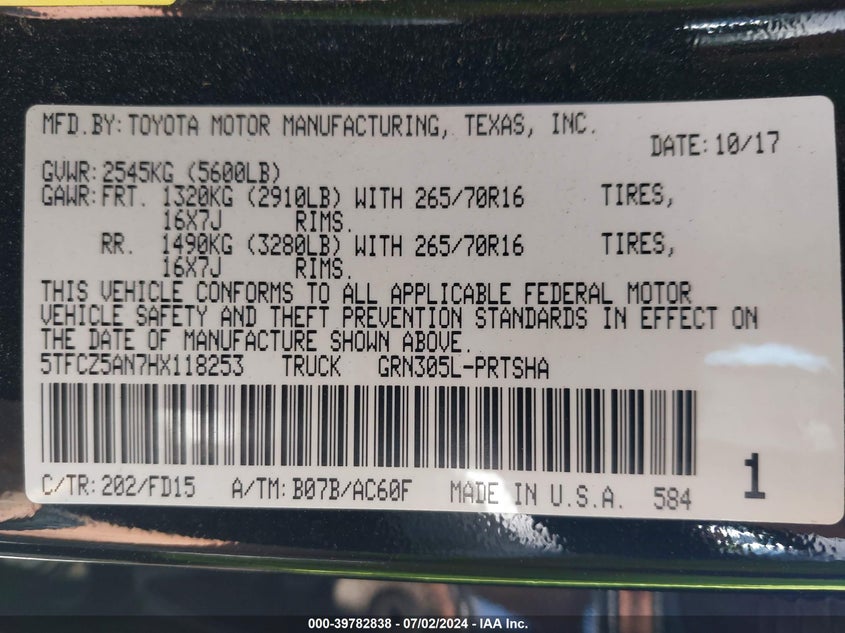 MFD.BY:TOYOTA MOTOR MANUFACTURING, TEXAS, INC.
DATE:10/17
GVWR:2545KG (5600LB)
GAWR:FRT. 1320KG (2910LB) WITH 265/70R16 TIRES,
16X7J RIMS.
RR. 1490KG (3280LB) WITH 265/70R16 TIRES,
16X7J RIMS.
THIS VEHICLE CONFORMS TO ALL APPLICABLE FEDERAL MOTOR
VEHICLE SAFETY AND THEFT PREVENTION STANDARDS IN EFFECT ON
THE DATE OF MANUFACTURE SHOWN ABOVE.
5TFCZ5AN7HX118253 TRUCK GRN305L-PRTSHA
C/TR:202/FD15 A/TM:B07B/AC60F MADE IN U.S.A. 584 1
000-39782838 - 07/02/2024 - IAA Inc.